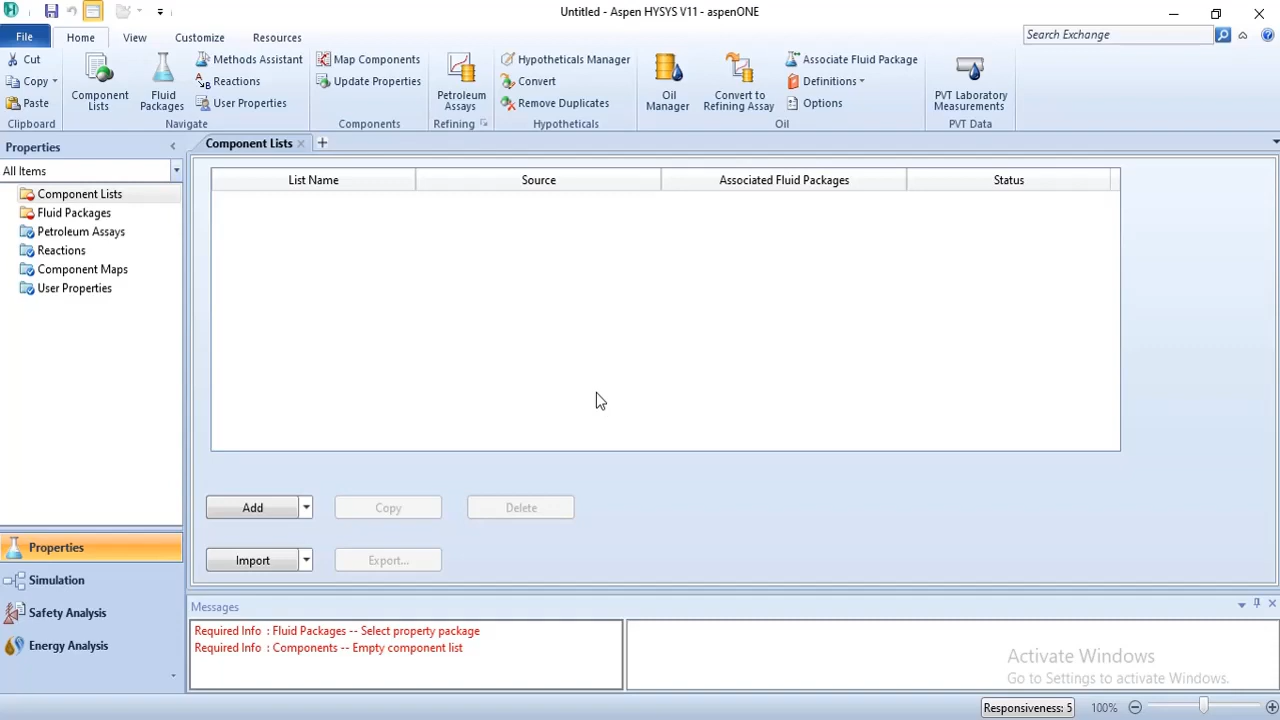 Untitled - Aspen HYSYS V11 - aspenONE
File Home View Customize Resources
Search Exchange
Cut
Copy
Paste
Clipboard
Component Lists
Fluid Packages
Methods Assistant
Reactions
User Properties
Navigate
Map Components
Update Properties
Components
Petroleum Assays
Refining
Hypotheticals Manager
Convert
Remove Duplicates
Hypotheticals
Oil Manager
Convert to Refining Assay
Associate Fluid Package
Definitions
Options
Oil
PVT Laboratory Measurements
PVT Data
Properties
All Items
Component Lists
Fluid Packages
Petroleum Assays
Reactions
Component Maps
User Properties
Properties
Simulation
Safety Analysis
Energy Analysis
Component Lists
List Name Source Associated Fluid Packages Status
Add Copy Delete
Import Export...
Messages
Required Info : Fluid Packages -- Select property package
Required Info : Components -- Empty component list
Activate Windows
Go to Settings to activate Windows.
Responsiveness: 5 100%